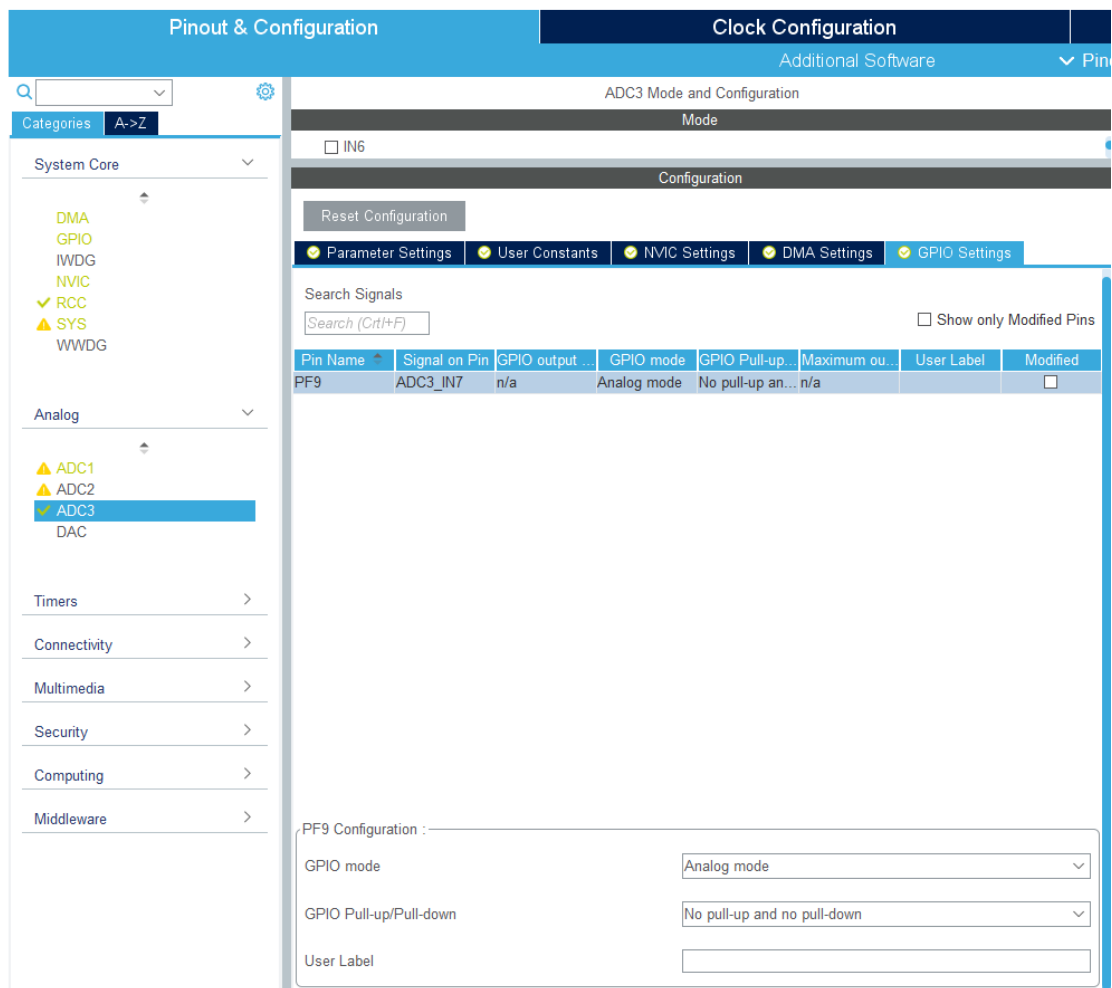 Pinout & Configuration
Clock Configuration
Additional Software
Pin
Categories
A->Z
System Core
DMA
GPIO
IWDG
NVIC
RCC
SYS
WWDG
Analog
ADC1
ADC2
ADC3
DAC
Timers
Connectivity
Multimedia
Security
Computing
Middleware
ADC3 Mode and Configuration
Mode
IN6
Configuration
Reset Configuration
Parameter Settings
User Constants
NVIC Settings
DMA Settings
GPIO Settings
Search Signals
Search (Crtl+F)
Show only Modified Pins
Pin Name Signal on Pin GPIO output ... GPIO mode GPIO Pull-up... Maximum ou... User Label Modified
PF9 ADC3_IN7 n/a Analog mode No pull-up an... n/a
PF9 Configuration :
GPIO mode Analog mode
GPIO Pull-up/Pull-down No pull-up and no pull-down
User Label